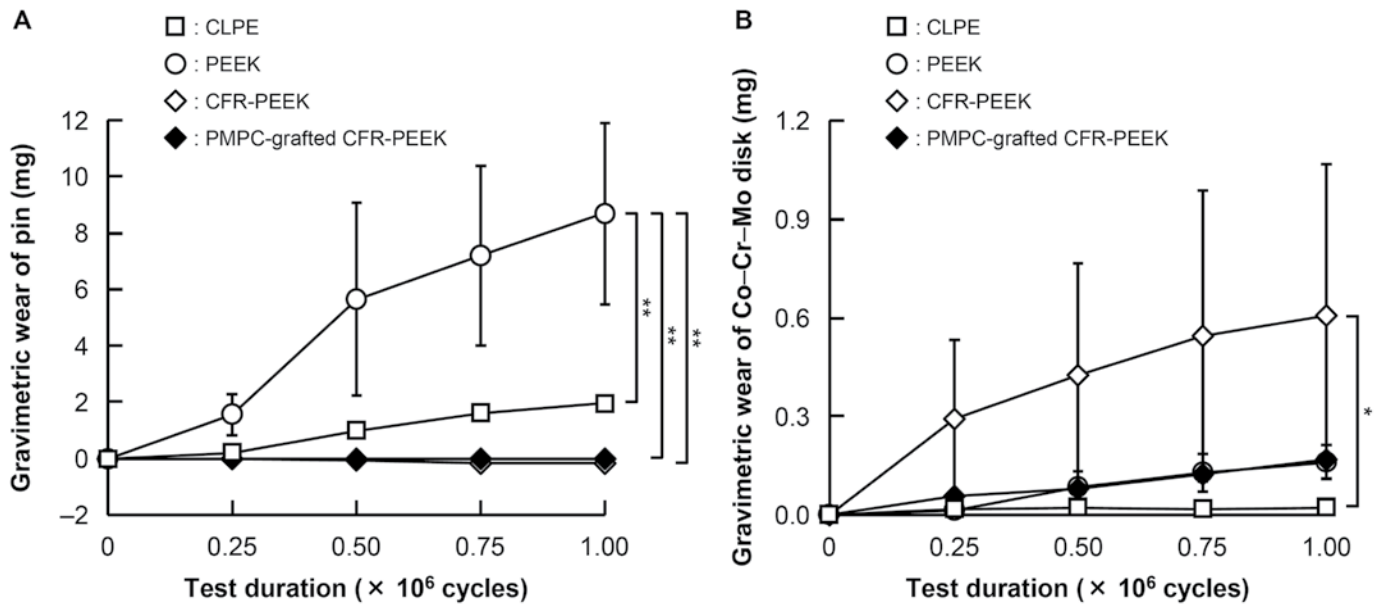 A
: CLPE
: PEEK
: CFR-PEEK
: PMPC-grafted CFR-PEEK
Gravimetric wear of pin (mg)
12
10
8
6
4
2
0
–2
**
**
**
0 0.25 0.50 0.75 1.00
Test duration (× 10⁶ cycles)
B
: CLPE
: PEEK
: CFR-PEEK
: PMPC-grafted CFR-PEEK
Gravimetric wear of Co–Cr–Mo disk (mg)
1.2
0.9
0.6
0.3
0.0
*
0 0.25 0.50 0.75 1.00
Test duration (× 10⁶ cycles)